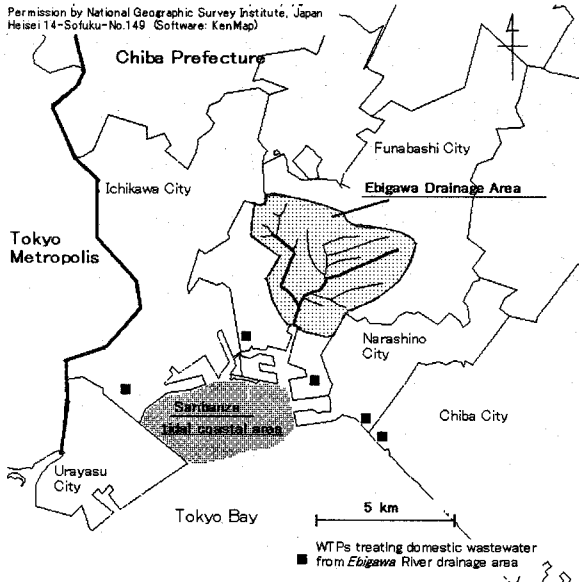 Permission by National Geographic Survey Institute, Japan
Heisei 14-Sofuku-No.149 (Software: KenMap)
Chiba Prefecture
Funabashi City
Ichikawa City
Ebigawa Drainage Area
Tokyo
Metropolis
Narashino
City
Sanbanze
tidal coastal area
Chiba City
Urayasu
City
Tokyo Bay
5 km
WTPs treating domestic wastewater
from Ebigawa River drainage area